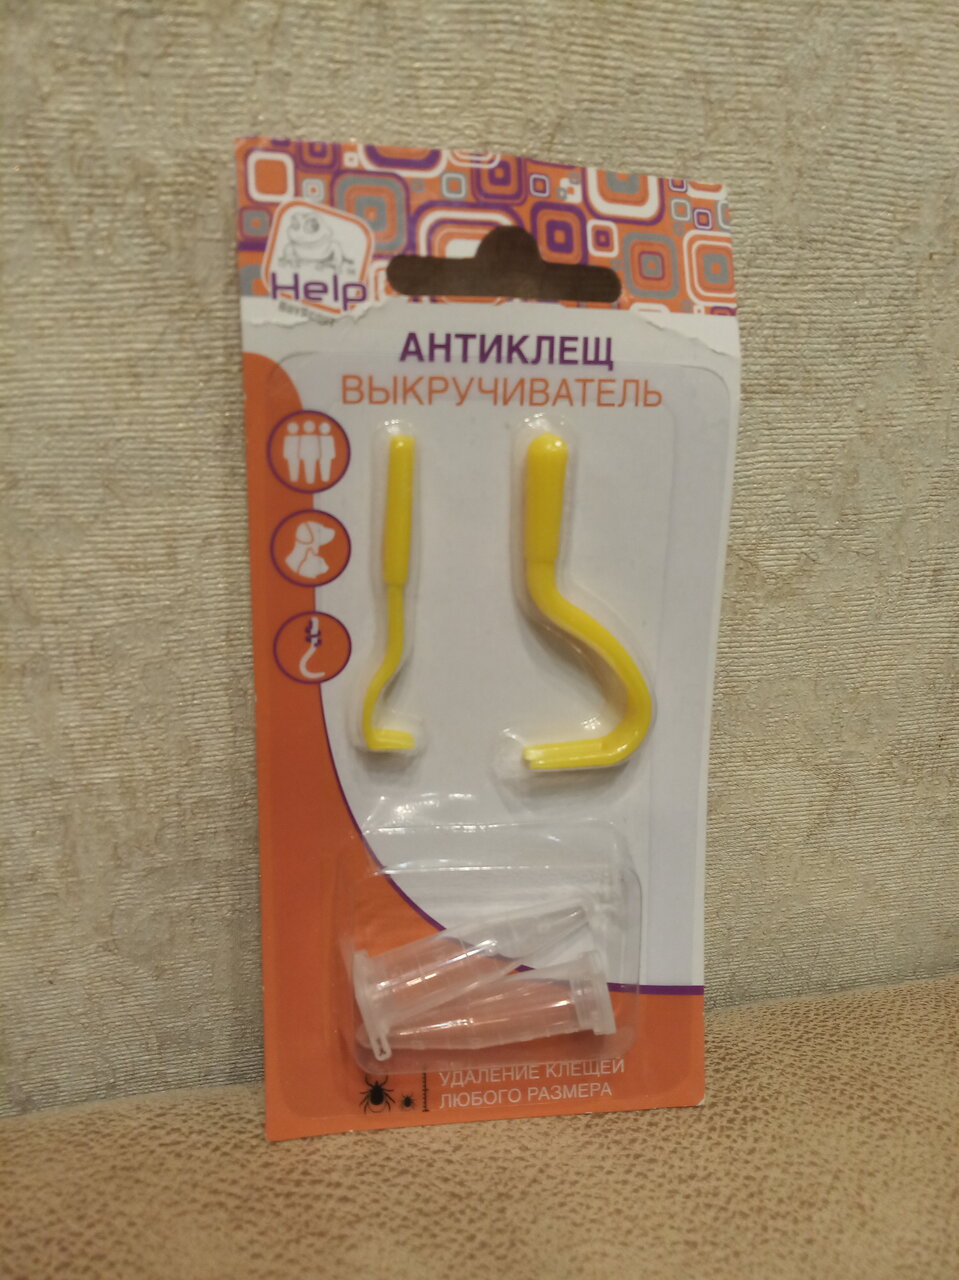 Help
АНТИКЛЕЩ
ВЫКРУЧИВАТЕЛЬ
УДАЛЕНИЕ КЛЕЩЕЙ
ЛЮБОГО РАЗМЕРА